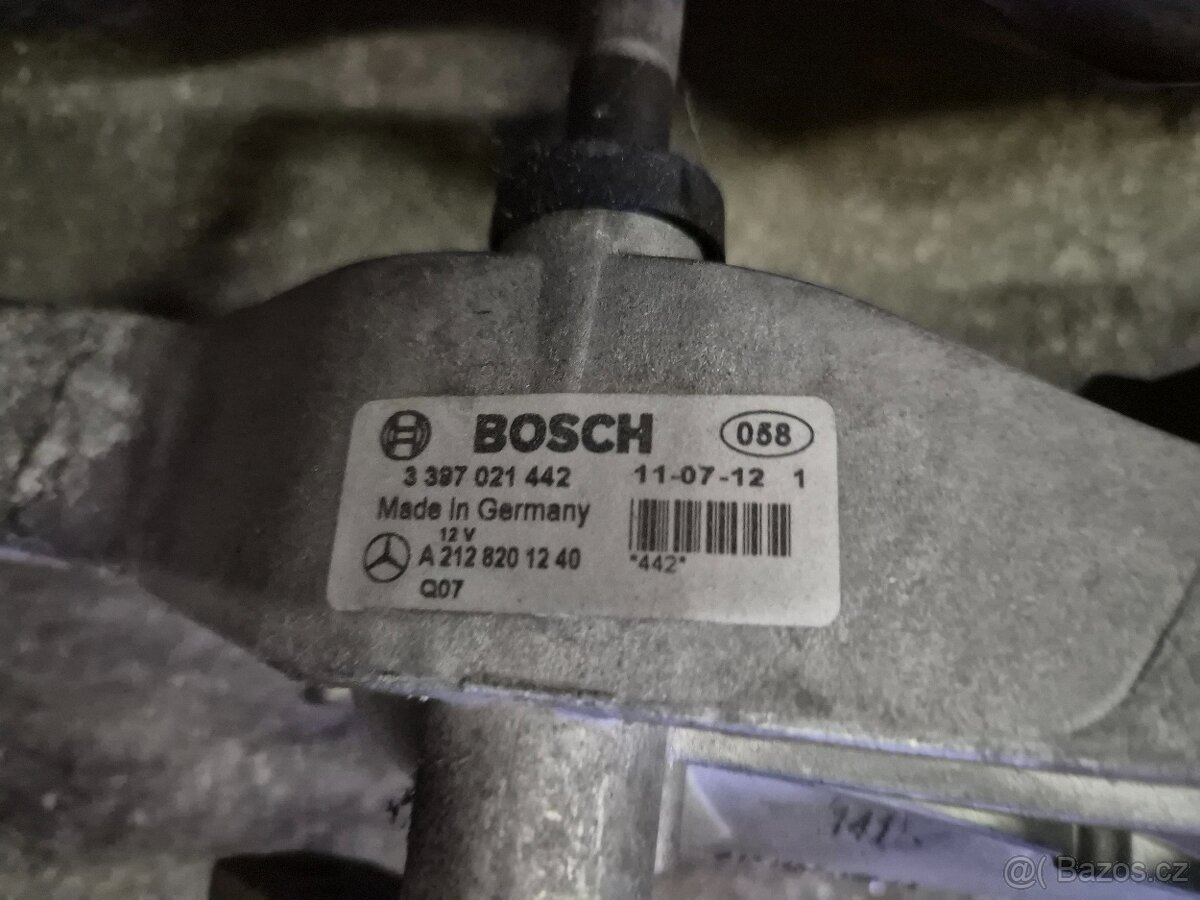 BOSCH 058
3 397 021 442 11-07-12 1
Made in Germany
12 V
A 212 820 12 40
*442*
Q07
141
@( Bazos.cz